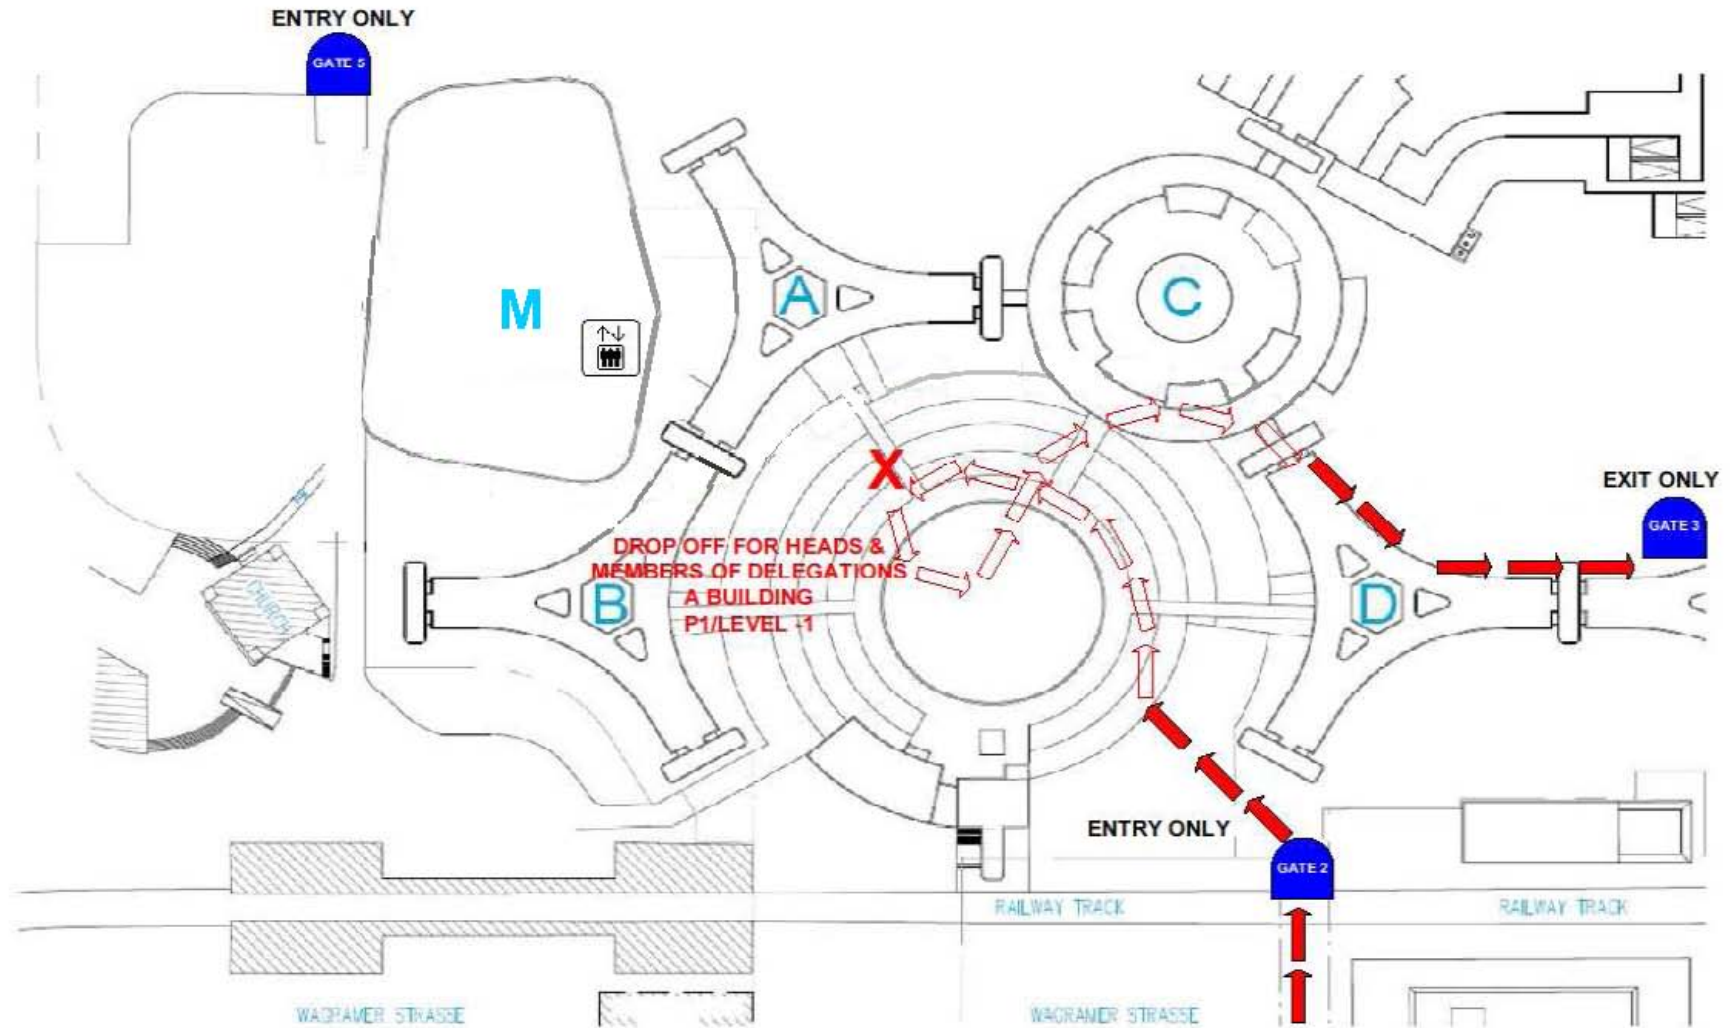 ENTRY ONLY
GATE 5
M
A
C
EXIT ONLY
GATE 3
X
DROP OFF FOR HEADS &
MEMBERS OF DELEGATIONS
A BUILDING
P1/LEVEL -1
B
D
CHURCH
ENTRY ONLY
GATE 2
RAILWAY TRACK
RAILWAY TRACK
WAGRAMER STRASSE
WAGRAMER STRASSE